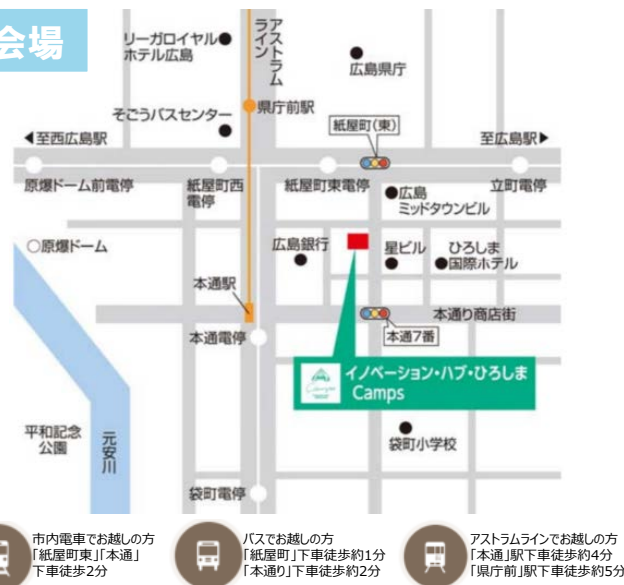 会場
リーガロイヤル
ホテル広島
アストラム
ライン
広島県庁
県庁前駅
そごうバスセンター
紙屋町(東)
◀至西広島駅
至広島駅▶
原爆ドーム前電停
紙屋町西
電停
紙屋町東電停
立町電停
広島
ミッドタウンビル
○原爆ドーム
広島銀行
星ビル
ひろしま
国際ホテル
本通駅
本通り商店街
本通電停
本通7番
イノベーション・ハブ・ひろしま
Camps
平和記念
公園
元安川
袋町小学校
袋町電停
市内電車でお越しの方
「紙屋町東」「本通」
下車徒歩2分
バスでお越しの方
「紙屋町」下車徒歩約1分
「本通り」下車徒歩約2分
アストラムラインでお越しの方
「本通」駅下車徒歩約4分
「県庁前」駅下車徒歩約5分